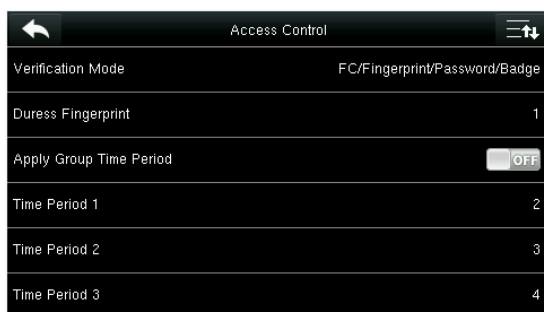 Access Control
Verification Mode FC/Fingerprint/Password/Badge
Duress Fingerprint 1
Apply Group Time Period OFF
Time Period 1 2
Time Period 2 3
Time Period 3 4